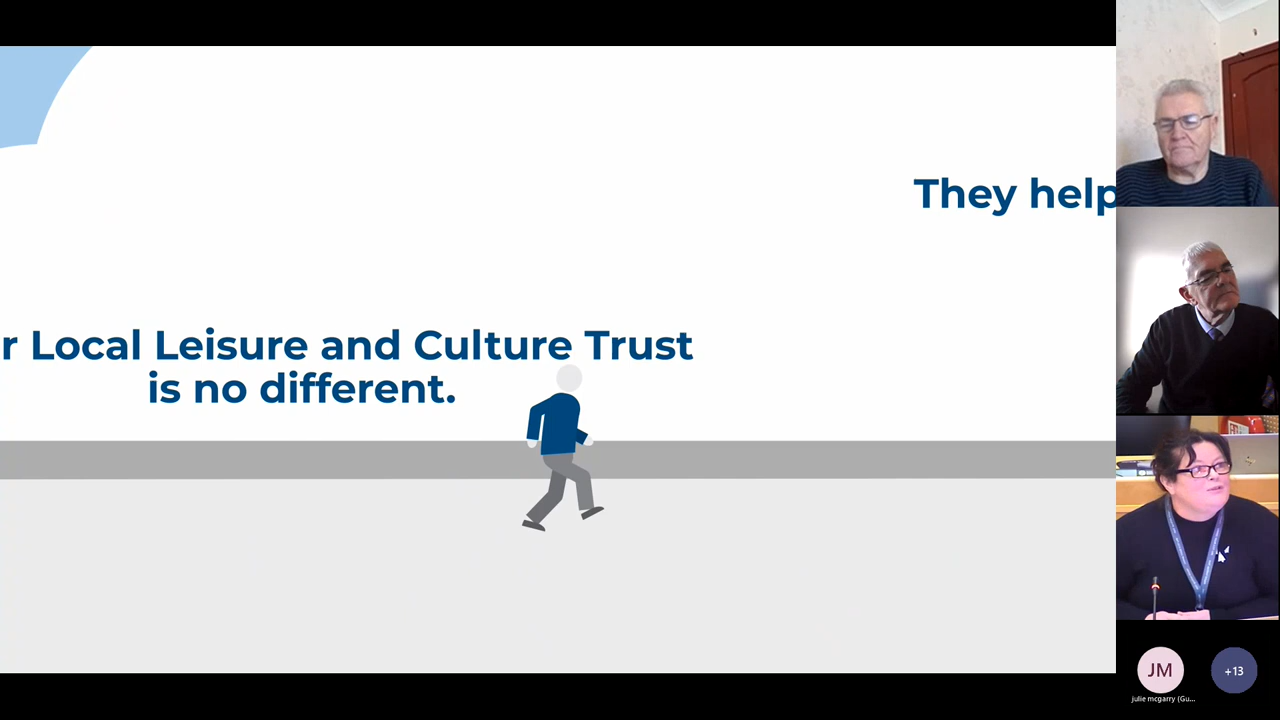 They help
r Local Leisure and Culture Trust
is no different.
JM
+13
julie mcgarry (Gu...